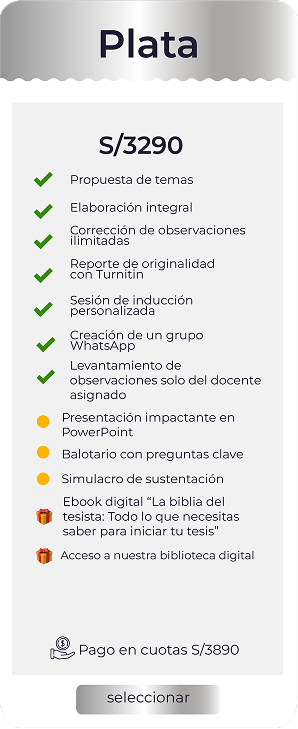 Plata
S/3290
Propuesta de temas
Elaboración integral
Corrección de observaciones
ilimitadas
Reporte de originalidad
con Turnitin
Sesión de inducción
personalizada
Creación de un grupo
WhatsApp
Levantamiento de
observaciones solo del docente
asignado
Presentación impactante en
PowerPoint
Balotario con preguntas clave
Simulacro de sustentación
Ebook digital “La biblia del
tesista: Todo lo que necesitas
saber para iniciar tu tesis”
Acceso a nuestra biblioteca digital
Pago en cuotas S/3890
seleccionar